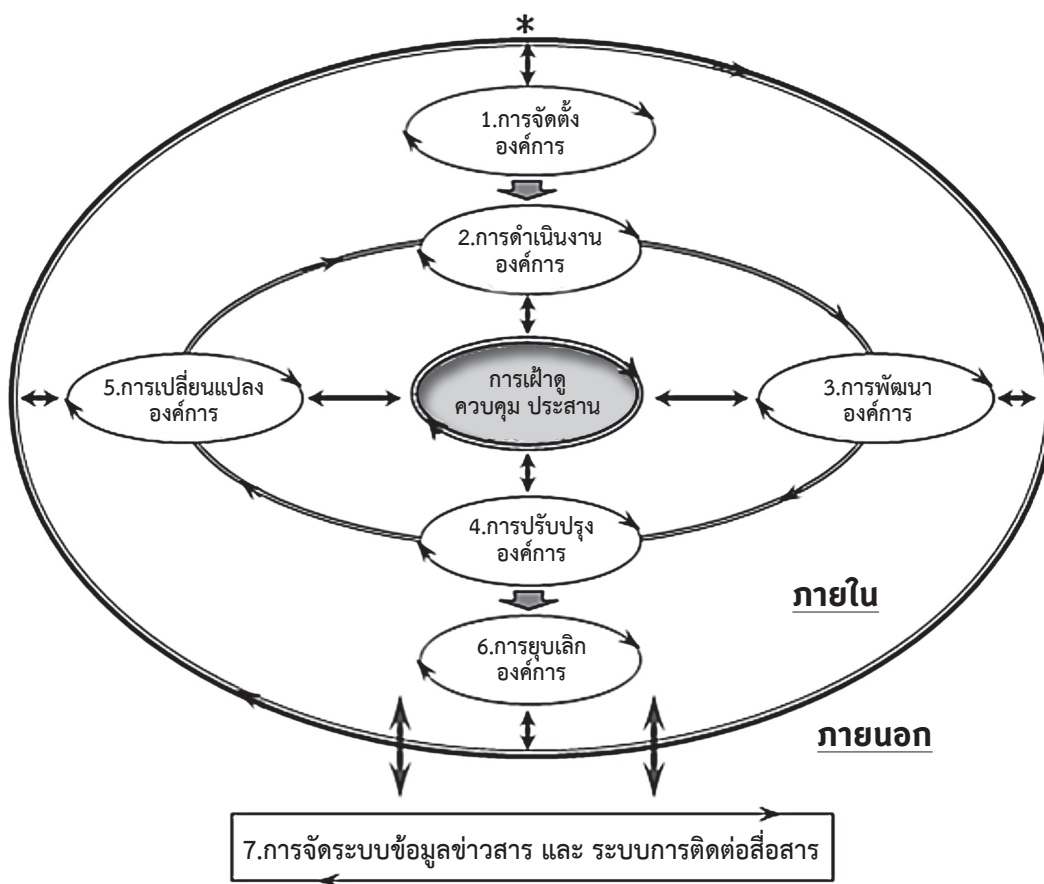 *
1.การจัดตั้ง
องค์การ
2.การดำเนินงาน
องค์การ
5.การเปลี่ยนแปลง
องค์การ
การเฝ้าดู
ควบคุม ประสาน
3.การพัฒนา
องค์การ
4.การปรับปรุง
องค์การ
ภายใน
6.การยุบเลิก
องค์การ
ภายนอก
7.การจัดระบบข้อมูลข่าวสาร และ ระบบการติดต่อสื่อสาร